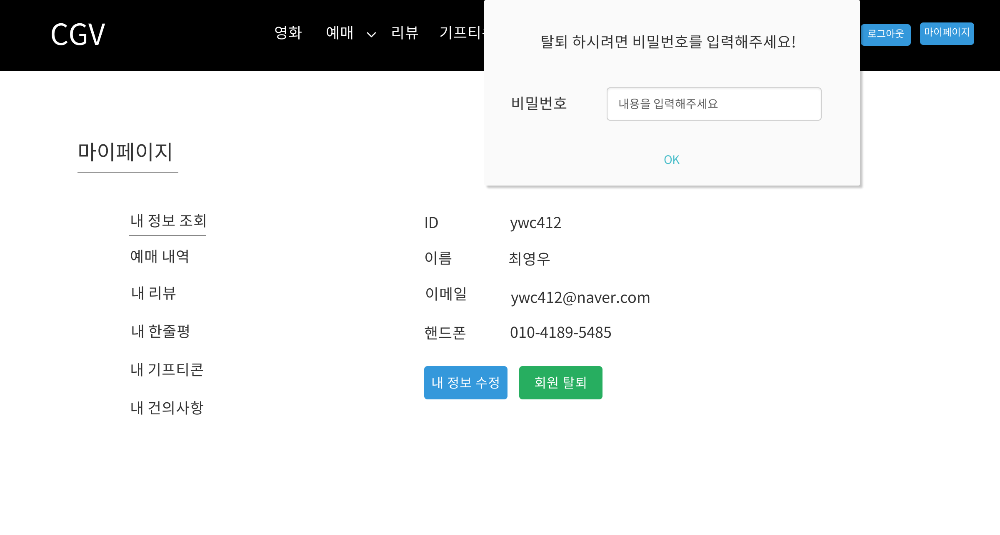 CGV
영화 예매 리뷰 기프티
로그아웃 마이페이지
탈퇴 하시려면 비밀번호를 입력해주세요!
비밀번호 내용을 입력해주세요
OK
마이페이지
내 정보 조회
예매 내역
내 리뷰
내 한줄평
내 기프티콘
내 건의사항
ID ywc412
이름 최영우
이메일 ywc412@naver.com
핸드폰 010-4189-5485
내 정보 수정 회원 탈퇴